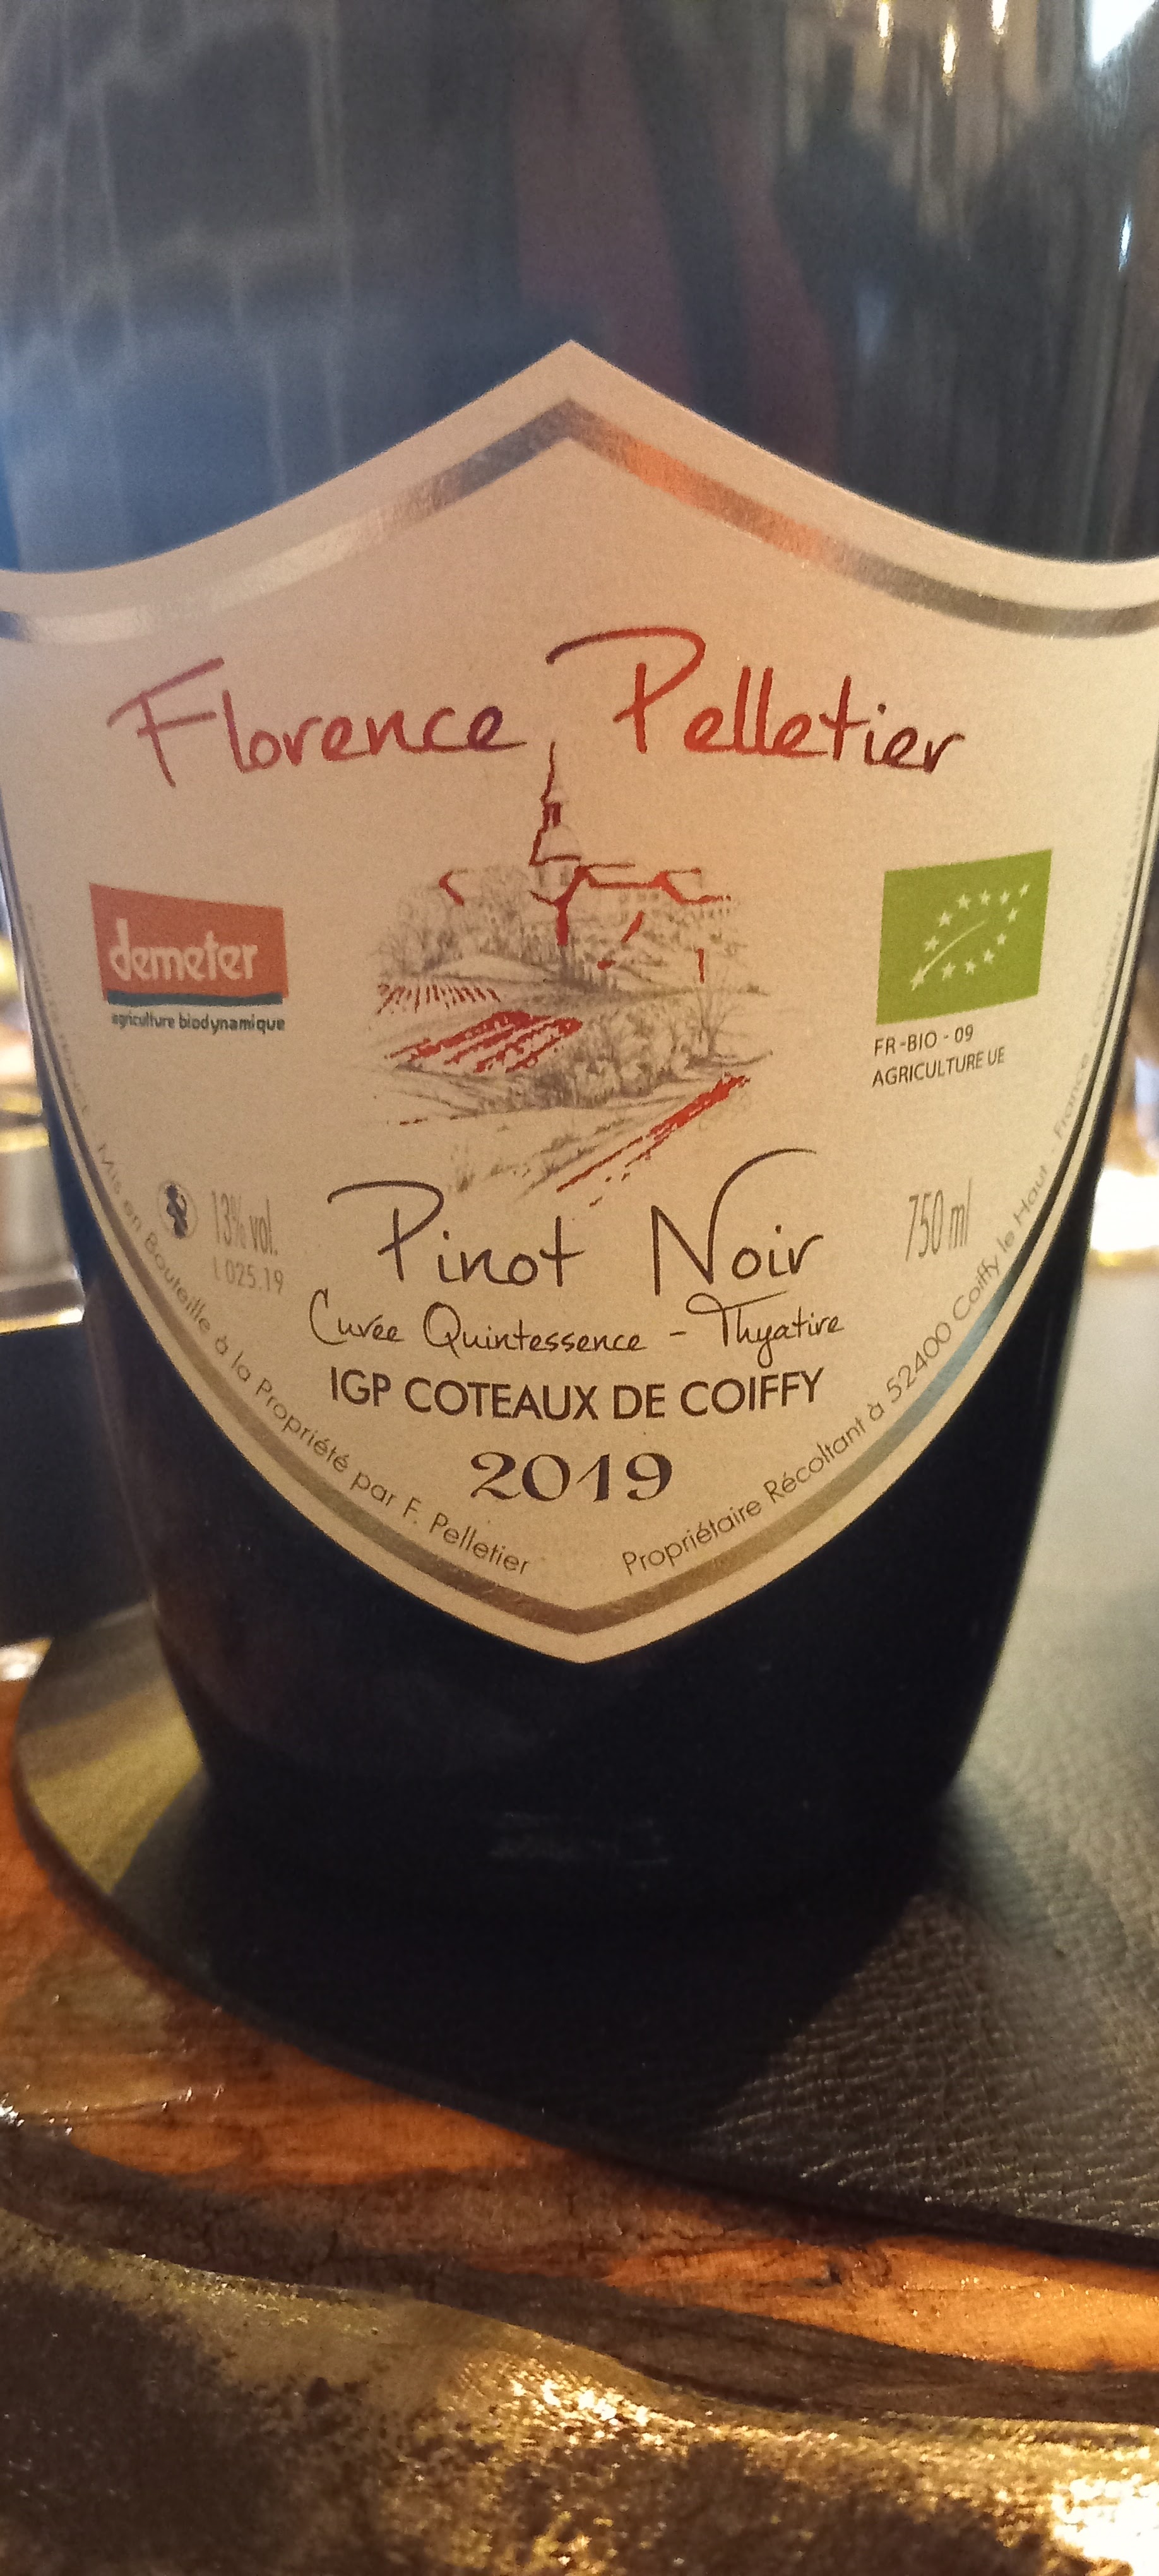 Florence Pelletier
demeter
agriculture biodynamique
FR-BIO - 09
AGRICULTURE UE
13% vol.
L025.19
750 ml
Pinot Noir
Cuvée Quintessence - Thyatire
IGP COTEAUX DE COIFFY
2019
Mis en Bouteille à la Propriété par F. Pelletier
Propriétaire Récoltant à 52400 Coiffy le Haut - France